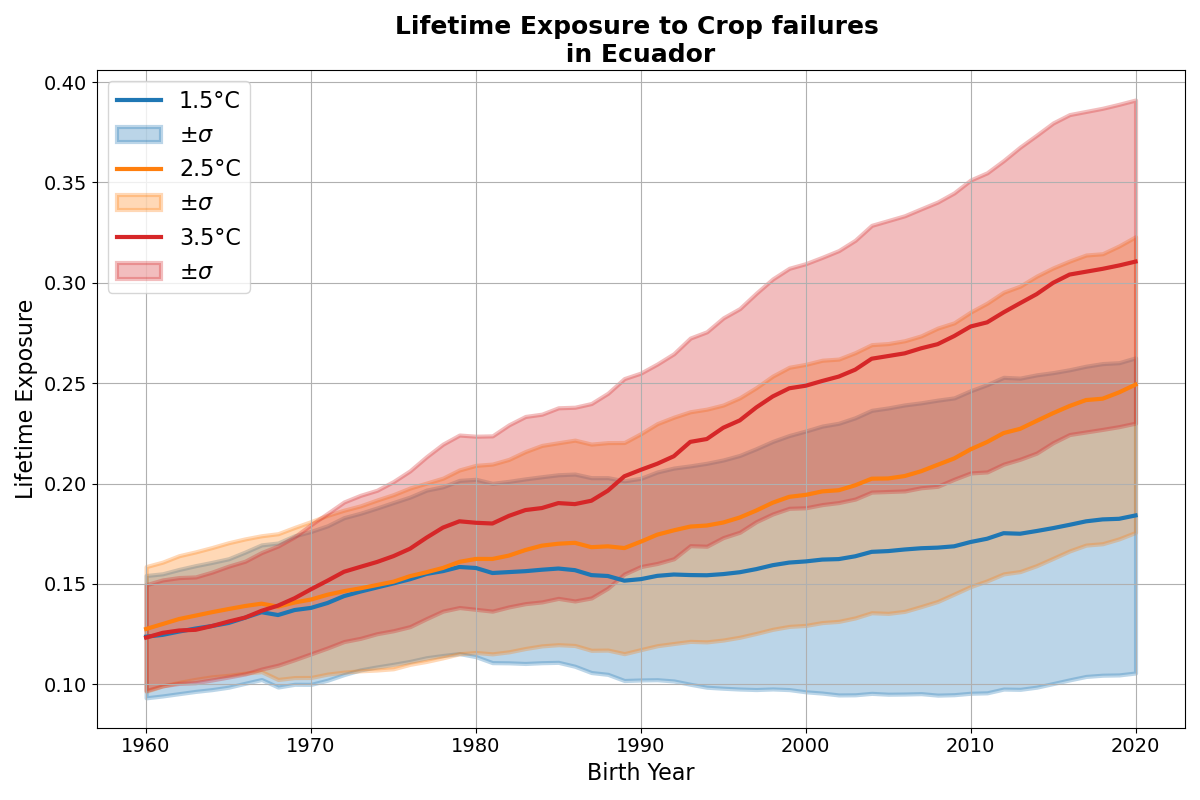 Lifetime Exposure to Crop failures
in Ecuador
1.5°C
±σ
2.5°C
±σ
3.5°C
±σ
0.40
0.35
0.30
0.25
0.20
0.15
0.10
Lifetime Exposure
1960
1970
1980
1990
2000
2010
2020
Birth Year